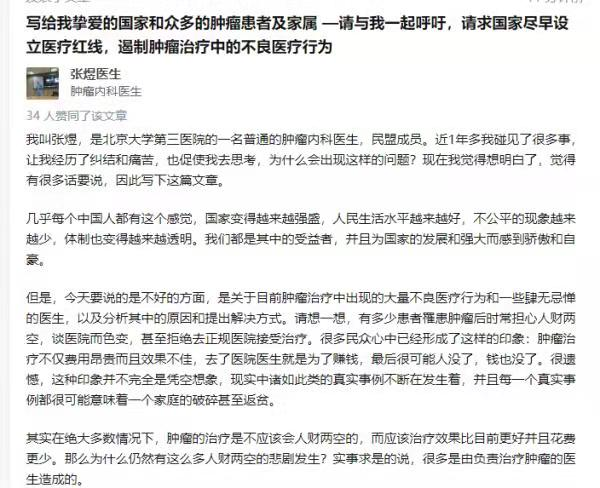 写给我挚爱的国家和众多的肿瘤患者及家属 —请与我一起呼吁，请求国家尽早设
立医疗红线，遏制肿瘤治疗中的不良医疗行为
张煜医生
肿瘤内科医生
34 人赞同了该文章
我叫张煜，是北京大学第三医院的一名普通的肿瘤内科医生，民盟成员。近1年多我碰见了很多事，
让我经历了纠结和痛苦，也促使我去思考，为什么会出现这样的问题？现在我觉得想明白了，觉得
有很多话要说，因此写下这篇文章。
几乎每个中国人都有这个感觉，国家变得越来越强盛，人民生活水平越来越好，不公平的现象越来
越少，体制也变得越来越透明。我们都是其中的受益者，并且为国家的发展和强大而感到骄傲和自
豪。
但是，今天要说的是不好的方面，是关于目前肿瘤治疗中出现的大量不良医疗行为和一些肆无忌惮
的医生，以及分析其中的原因和提出解决方式。请想一想，有多少患者罹患肿瘤后时常担心人财两
空，谈医院而色变，甚至拒绝去正规医院接受治疗。很多民众心中已经形成了这样的印象：肿瘤治
疗不仅费用昂贵而且效果不佳，去了医院医生就是为了赚钱，最后很可能人没了，钱也没了。很遗
憾，这种印象并不完全是凭空想象，现实中诸如此类的真实事例不断在发生着，并且每一个真实事
例都很可能意味着一个家庭的破碎甚至返贫。
其实在绝大多数情况下，肿瘤的治疗是不应该会人财两空的，而应该治疗效果比目前更好并且花费
更少。那么为什么仍然有这么多人财两空的悲剧发生？实事求是的说，很多是由负责治疗肿瘤的医
生造成的。